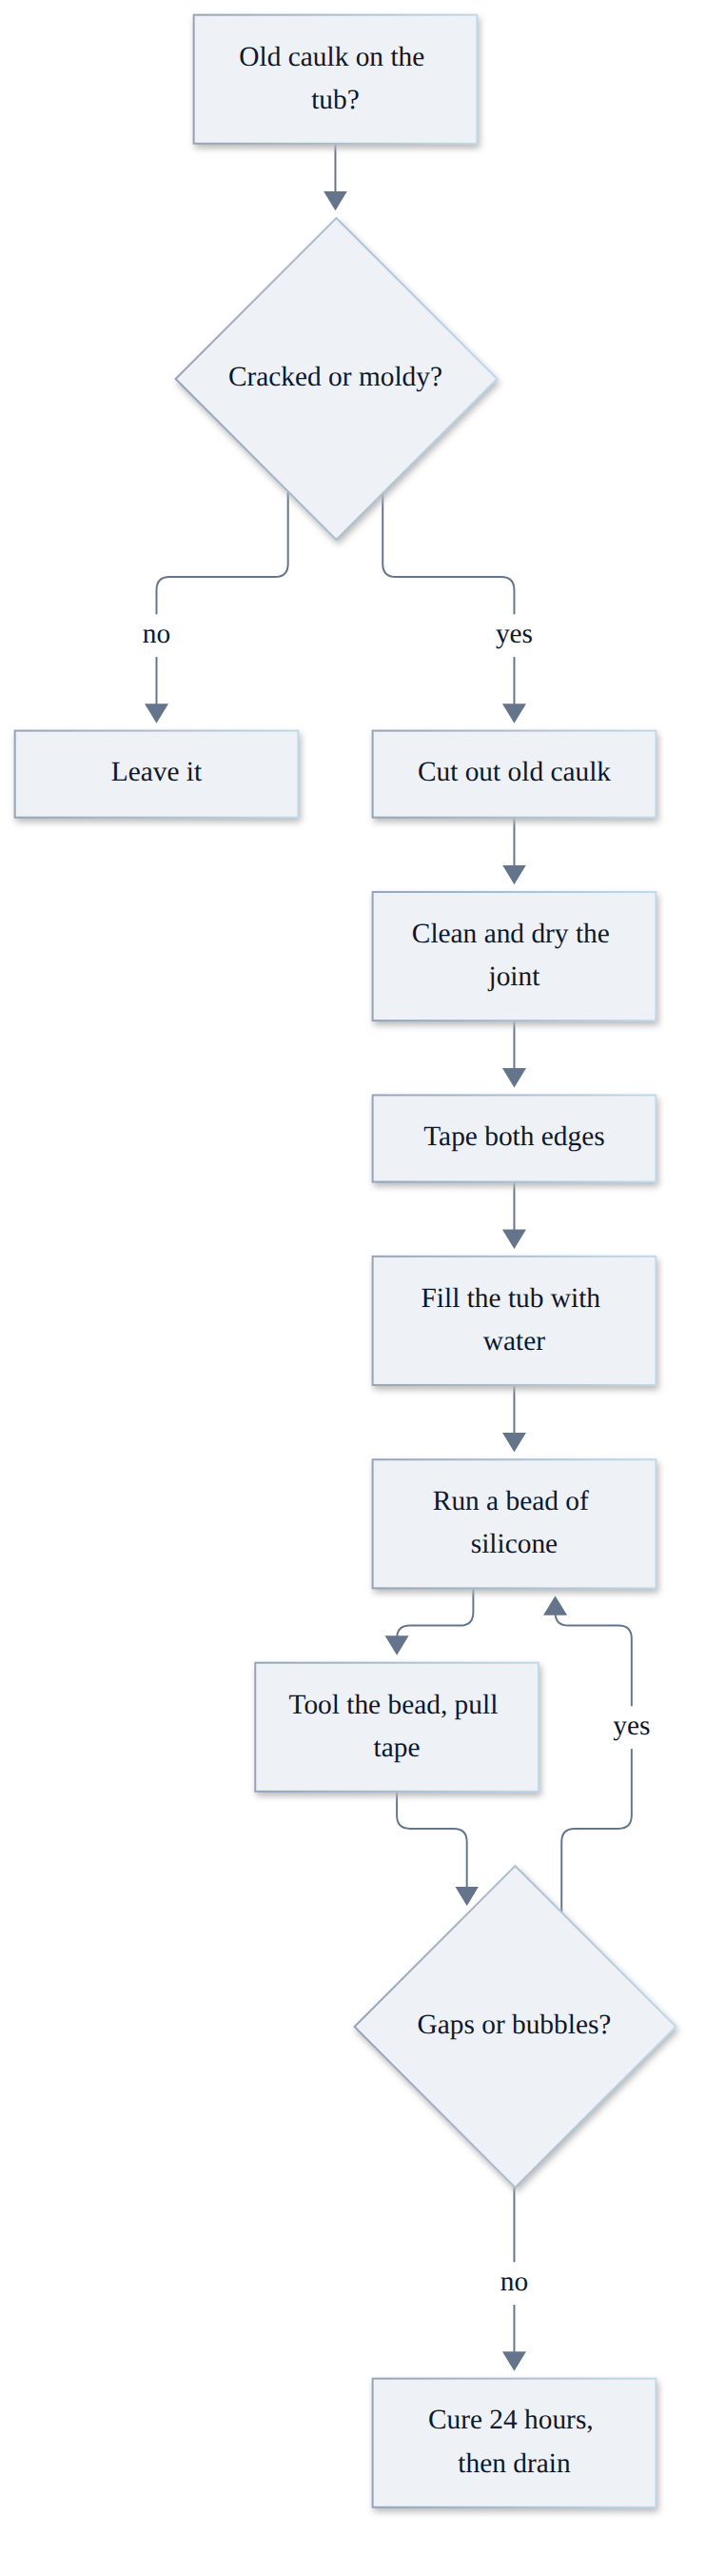 Old caulk on the
tub?
Cracked or moldy?
no
yes
Leave it
Cut out old caulk
Clean and dry the
joint
Tape both edges
Fill the tub with
water
Run a bead of
silicone
Tool the bead, pull
tape
yes
Gaps or bubbles?
no
Cure 24 hours,
then drain